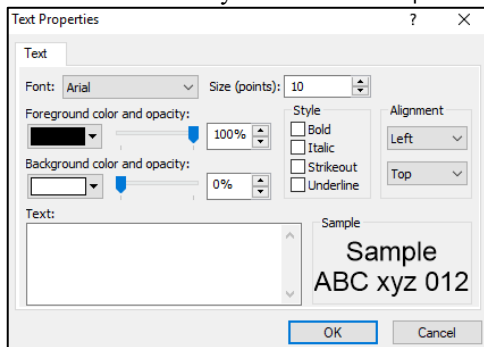 Text Properties ? X
Text
Font: Arial Size (points): 10
Foreground color and opacity:
100%
Background color and opacity:
0%
Style
Bold
Italic
Strikeout
Underline
Alignment
Left
Top
Text:
Sample
Sample
ABC xyz 012
OK Cancel